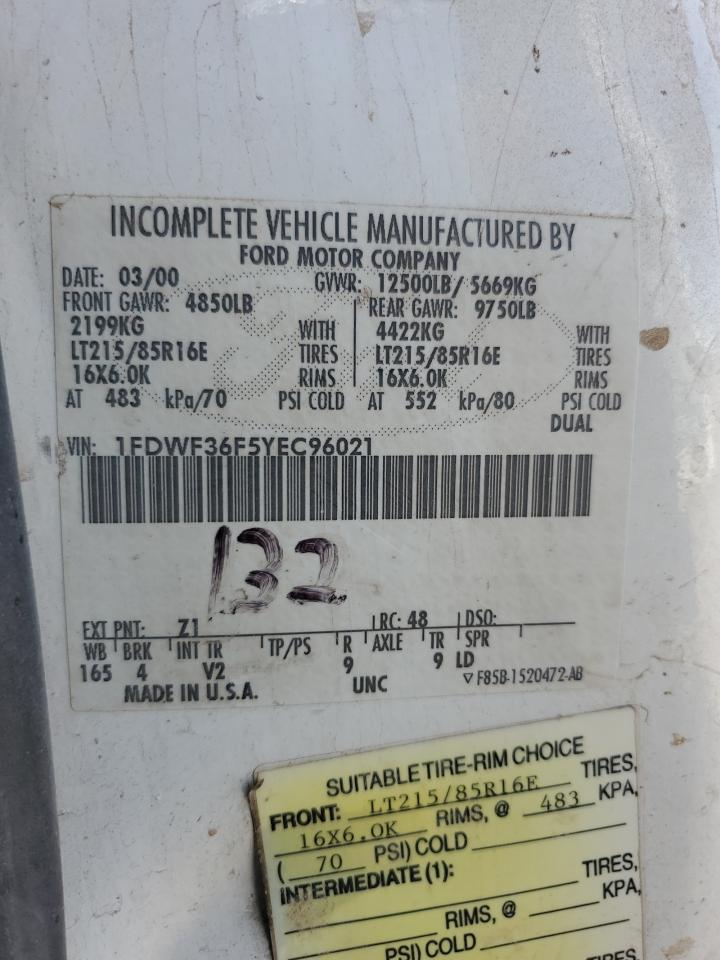 INCOMPLETE VEHICLE MANUFACTURED BY
FORD MOTOR COMPANY
DATE: 03/00 GVWR: 12500LB/ 5669KG
FRONT GAWR: 4850LB REAR GAWR: 9750LB
2199KG WITH 4422KG WITH
LT215/85R16E TIRES LT215/85R16E TIRES
16X6.0K RIMS 16X6.0K RIMS
AT 483 kPa/70 PSI COLD AT 552 kPa/80 PSI COLD
DUAL
VIN: 1FDWF36F5YEC96021
132
EXT PNT: Z1 RC: 48 DSO:
WB BRK INT TR TP/PS R AXLE TR SPR
165 4 V2 9 9 LD
MADE IN U.S.A. UNC ▽ F85B-1520472-AB
SUITABLE TIRE-RIM CHOICE
FRONT: LT215/85R16E TIRES,
16X6.0K RIMS, @ 483 KPA,
( 70 PSI) COLD
INTERMEDIATE (1):
TIRES,
RIMS, @ KPA,
PSI) COLD
TIRES